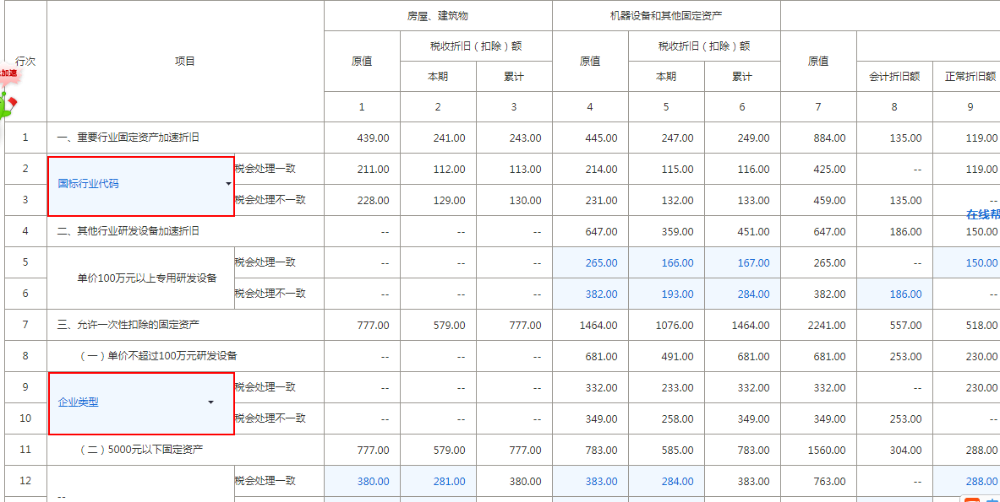 房屋、建筑物 机器设备和其他固定资产
行次 项目 原值 税收折旧（扣除）额 原值 税收折旧（扣除）额 原值
本期 累计 本期 累计 会计折旧额 正常折旧额
加速
1 2 3 4 5 6 7 8 9
1 一、重要行业固定资产加速折旧 439.00 241.00 243.00 445.00 247.00 249.00 884.00 135.00 119.00
2 国标行业代码 税会处理一致 211.00 112.00 113.00 214.00 115.00 116.00 425.00 -- 119.00
3 税会处理不一致 228.00 129.00 130.00 231.00 132.00 133.00 459.00 135.00 --
在线帮
4 二、其他行业研发设备加速折旧 -- -- -- 647.00 359.00 451.00 647.00 186.00 150.00
5 单价100万元以上专用研发设备 税会处理一致 -- -- -- 265.00 166.00 167.00 265.00 -- 150.00
6 税会处理不一致 -- -- -- 382.00 193.00 284.00 382.00 186.00 --
7 三、允许一次性扣除的固定资产 777.00 579.00 777.00 1464.00 1076.00 1464.00 2241.00 557.00 518.00
8 （一）单价不超过100万元研发设备 -- -- -- 681.00 491.00 681.00 681.00 253.00 230.00
9 企业类型 税会处理一致 -- -- -- 332.00 233.00 332.00 332.00 -- 230.00
10 税会处理不一致 -- -- -- 349.00 258.00 349.00 349.00 253.00 --
11 （二）5000元以下固定资产 777.00 579.00 777.00 783.00 585.00 783.00 1560.00 304.00 288.00
12 税会处理一致 380.00 281.00 380.00 383.00 284.00 383.00 763.00 -- 288.00
--